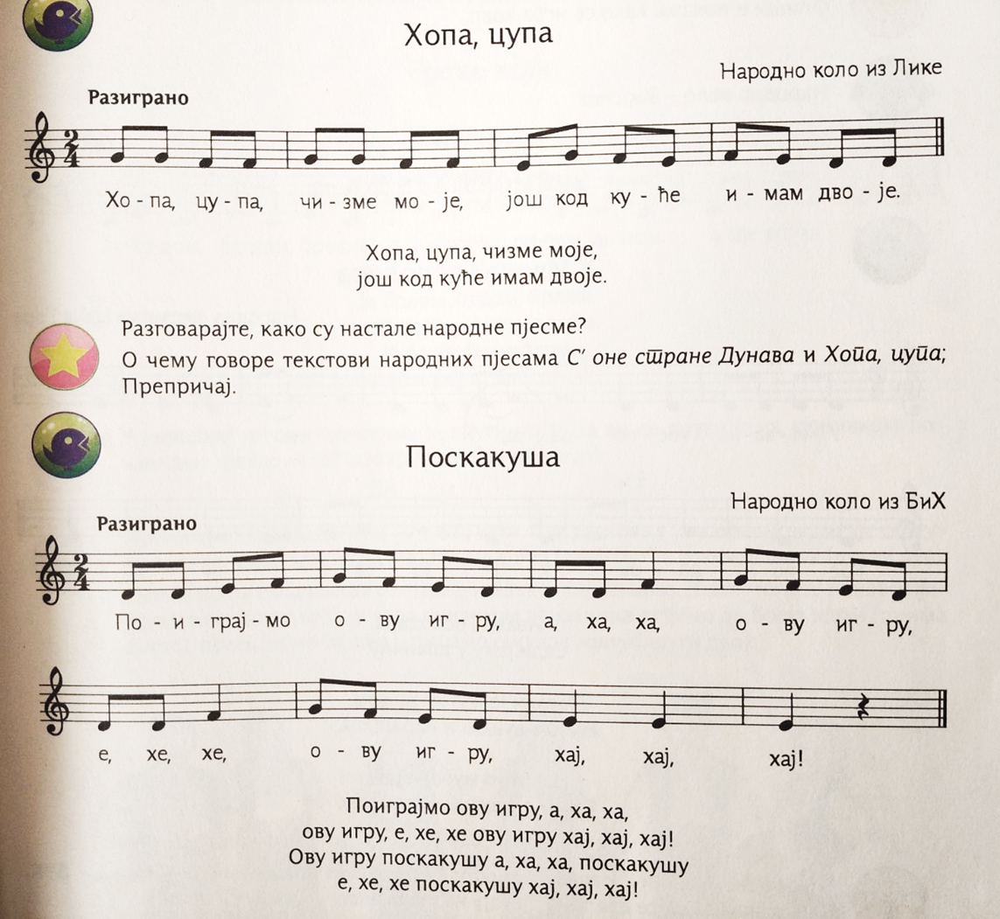 Хопа, цупа
Народно коло из Лике
Разиграно
2
4
Хо - па, цу - па, чи - зме мо - је, још код ку - ће и - мам дво - је.
Хопа, цупа, чизме моје,
још код куће имам двоје.
Разговарајте, како су настале народне пјесме?
О чему говоре текстови народних пјесама С’ оне стране Дунава и Хопа, цупа;
Препричај.
Поскакуша
Народно коло из БиХ
Разиграно
2
4
По - и - грај - мо о - ву иг - ру, а, ха, ха, о - ву иг - ру,
е, хе, хе, о - ву иг - ру, хај, хај, хај!
Поиграјмо ову игру, а, ха, ха,
ову игру, е, хе, хе ову игру хај, хај, хај!
Ову игру поскакушу а, ха, ха, поскакушу
е, хе, хе поскакушу хај, хај, хај!